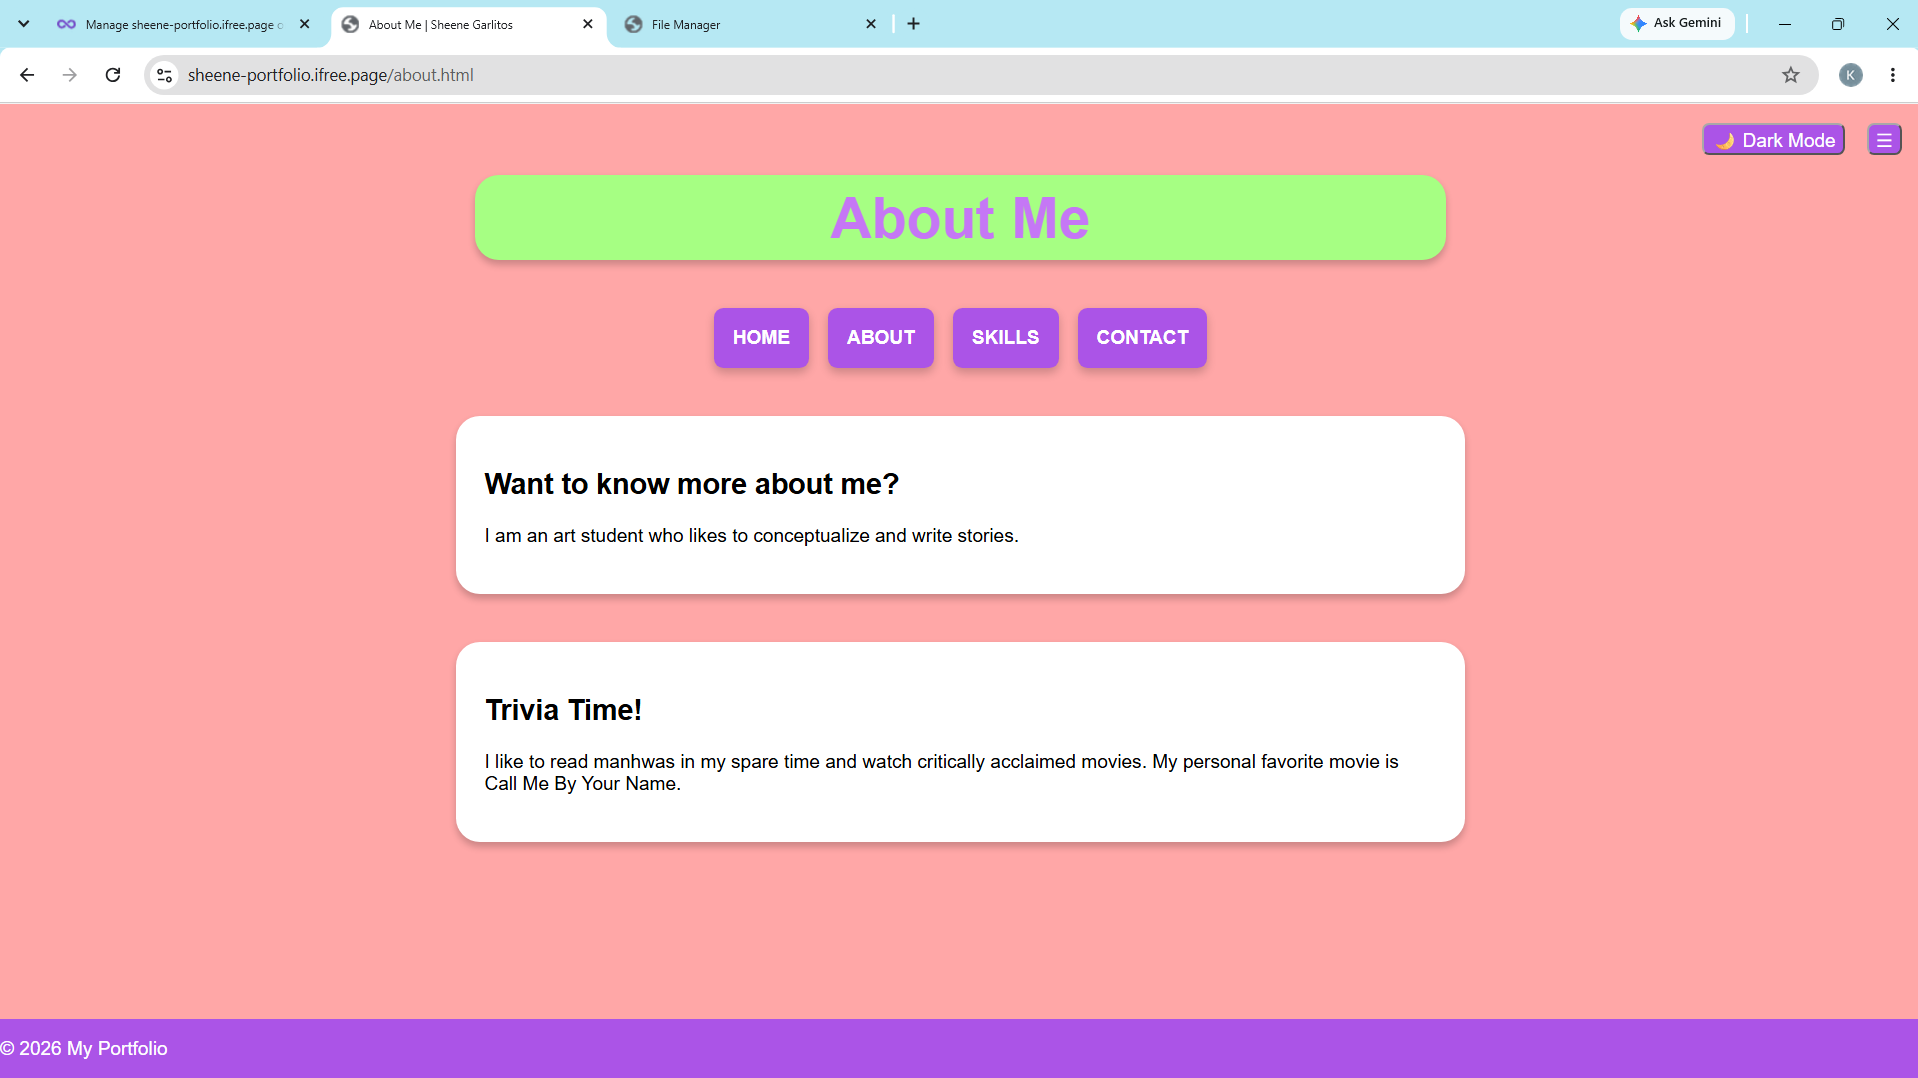 Manage sheene-portfolio.ifree.page
About Me | Sheene Garlitos
File Manager
Ask Gemini
sheene-portfolio.ifree.page/about.html
K
🌙 Dark Mode
☰
About Me
HOME
ABOUT
SKILLS
CONTACT
Want to know more about me?
I am an art student who likes to conceptualize and write stories.
Trivia Time!
I like to read manhwas in my spare time and watch critically acclaimed movies. My personal favorite movie is
Call Me By Your Name.
© 2026 My Portfolio